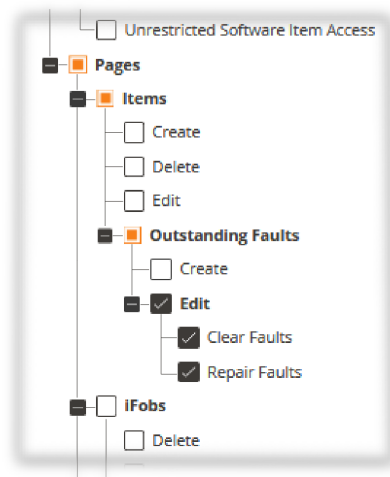 Unrestricted Software Item Access
Pages
Items
Create
Delete
Edit
Outstanding Faults
Create
Edit
Clear Faults
Repair Faults
iFobs
Delete